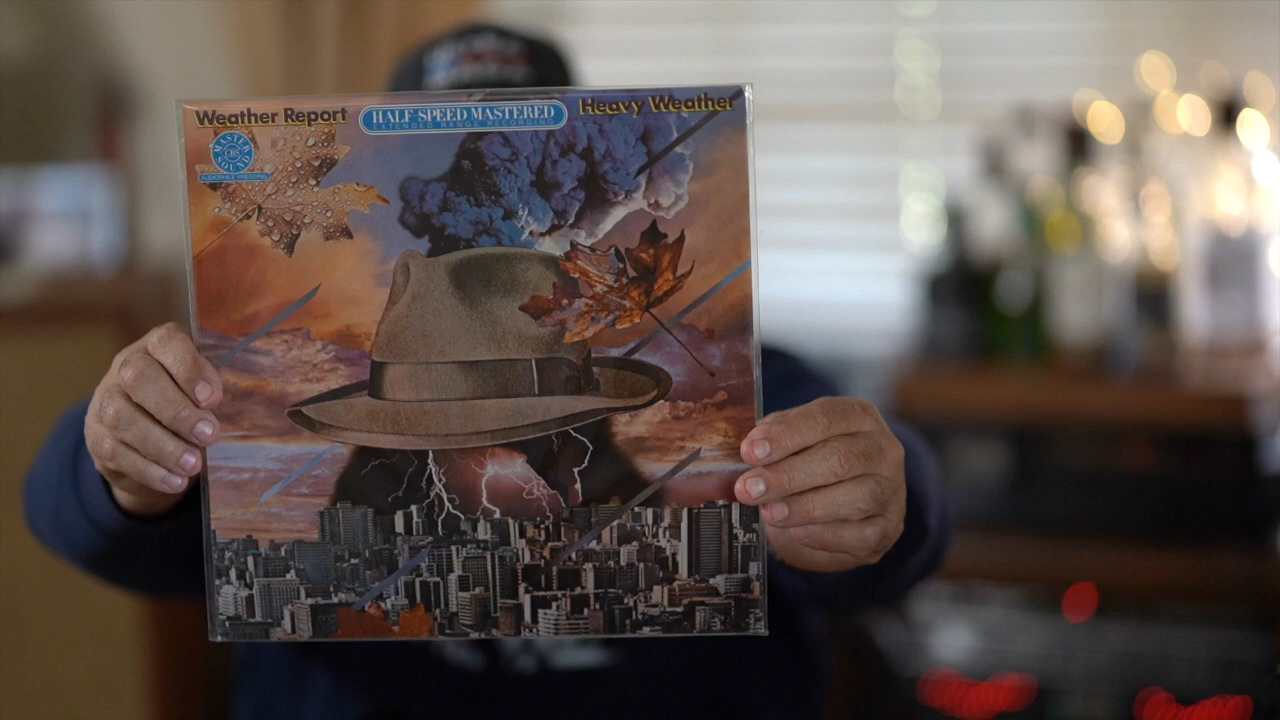 Weather Report
HALF SPEED MASTERED
EXTENDED RANGE RECORDING
Heavy Weather
MASTER
CBS
SOUND
AUDIOPHILE PRESSING